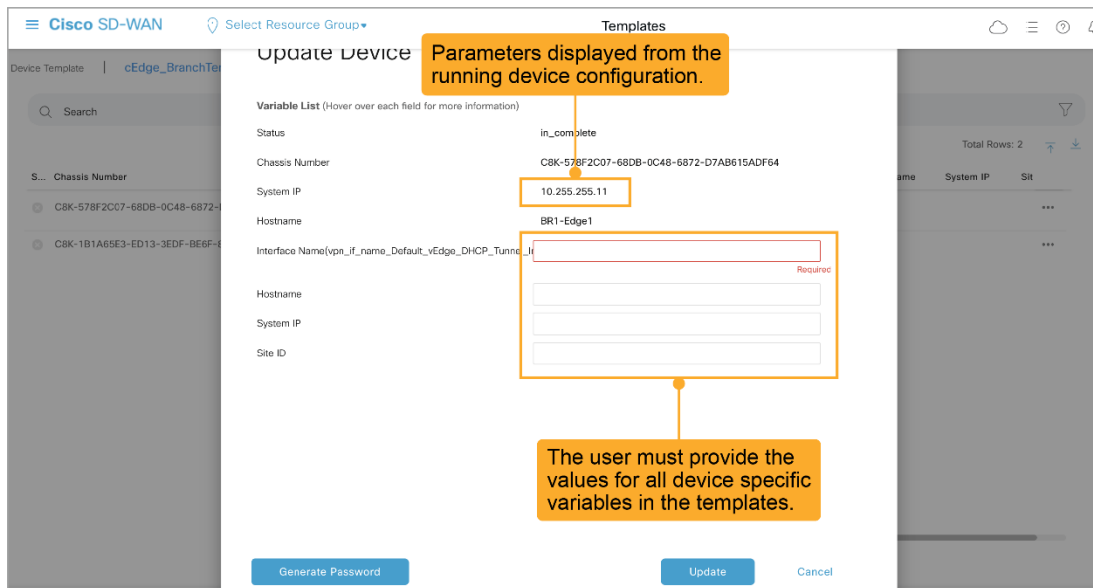 Cisco SD-WAN
Select Resource Group
Templates
Device Template
cEdge_BranchTe
Update Device
Parameters displayed from the
running device configuration.
Search
Variable List (Hover over each field for more information)
Status
in_complete
Chassis Number
C8K-578F2C07-68DB-0C48-6872-D7AB615ADF64
Total Rows: 2
S... Chassis Number
ame
System IP
Sit
System IP
10.255.255.11
C8K-578F2C07-68DB-0C48-6872-
...
Hostname
BR1-Edge1
C8K-1B1A65E3-ED13-3EDF-BE6F-
...
Interface Name(vpn_if_name_Default_vEdge_DHCP_Tunnel_
Required
Hostname
System IP
Site ID
The user must provide the
values for all device specific
variables in the templates.
Generate Password
Update
Cancel